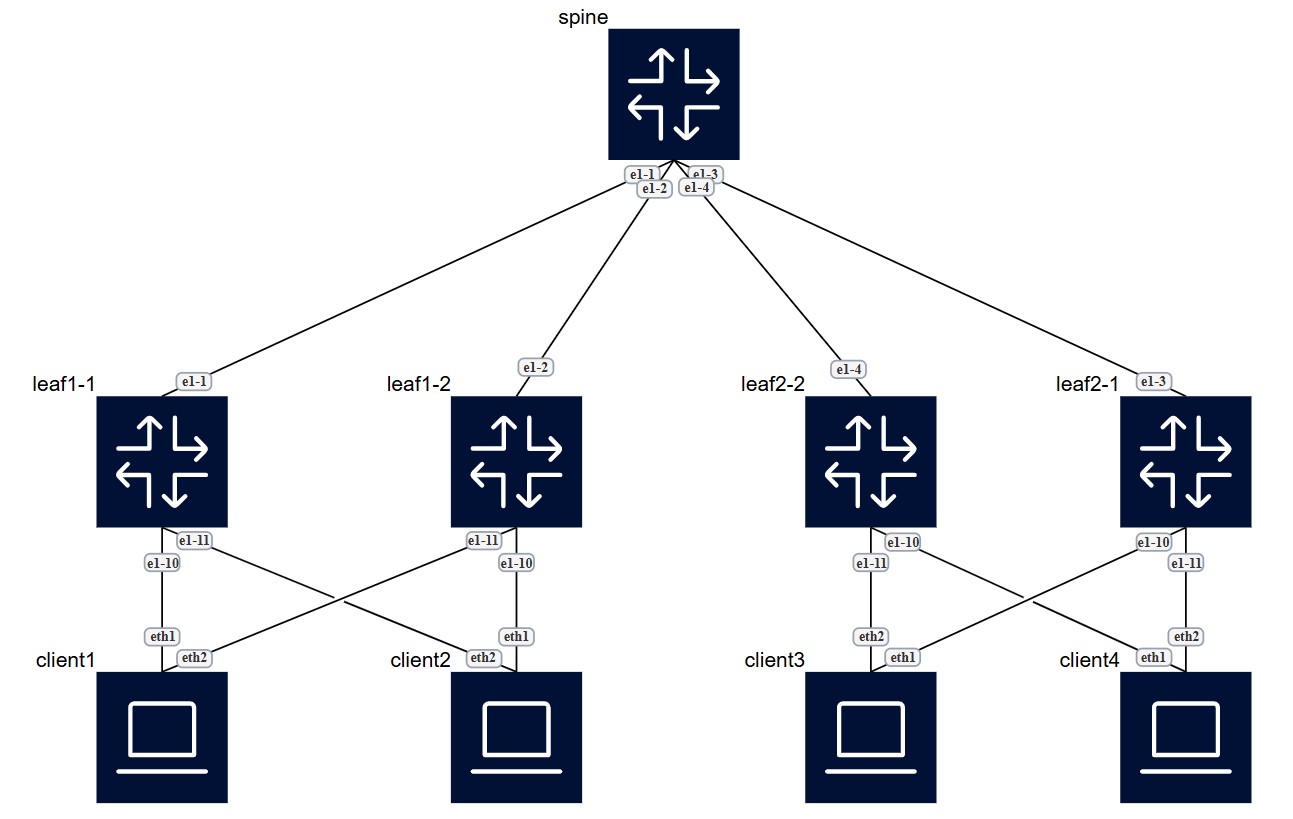 spine
e1-1
e1-3
e1-2
e1-4
e1-2
e1-4
leaf1-1
e1-1
leaf1-2
leaf2-2
leaf2-1
e1-3
e1-11
e1-11
e1-10
e1-10
e1-10
e1-10
e1-11
e1-11
eth1
eth1
eth2
eth2
client1
eth2
client2
eth2
client3
eth1
client4
eth1